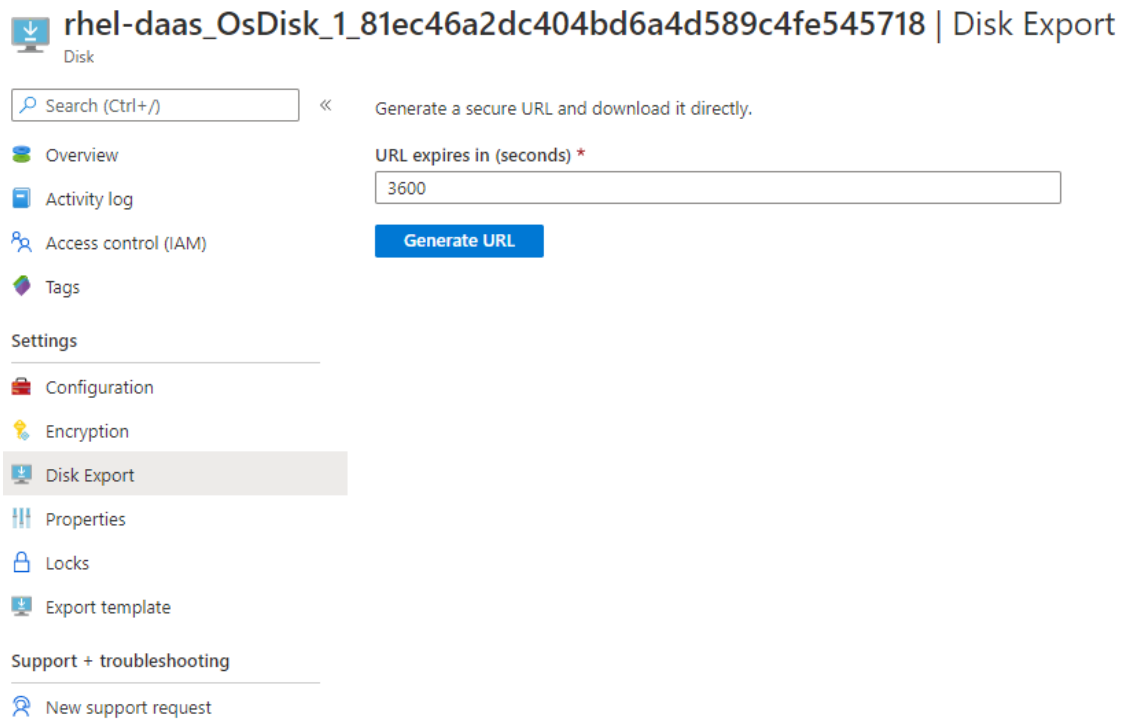 rhel-daas_OsDisk_1_81ec46a2dc404bd6a4d589c4fe545718 | Disk Export
Disk
Search (Ctrl+/)
«
Overview
Activity log
Access control (IAM)
Tags
Settings
Configuration
Encryption
Disk Export
Properties
Locks
Export template
Support + troubleshooting
New support request
Generate a secure URL and download it directly.
URL expires in (seconds) *
3600
Generate URL